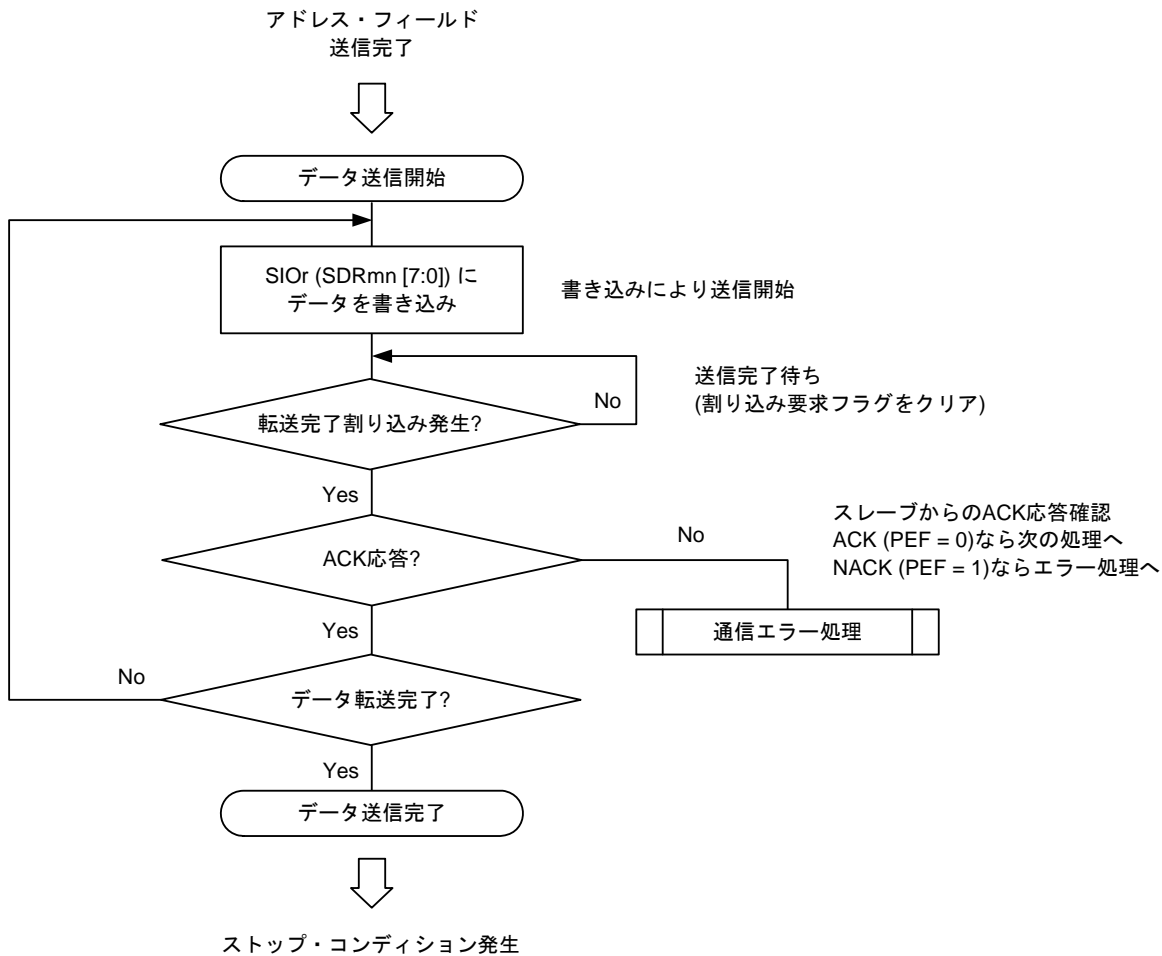 アドレス・フィールド
送信完了
データ送信開始
SIOr (SDRmn [7:0]) に
データを書き込み
書き込みにより送信開始
送信完了待ち
(割り込み要求フラグをクリア)
No
転送完了割り込み発生?
Yes
スレーブからのACK応答確認
ACK (PEF = 0)なら次の処理へ
NACK (PEF = 1)ならエラー処理へ
No
ACK応答?
通信エラー処理
Yes
No
データ転送完了?
Yes
データ送信完了
ストップ・コンディション発生